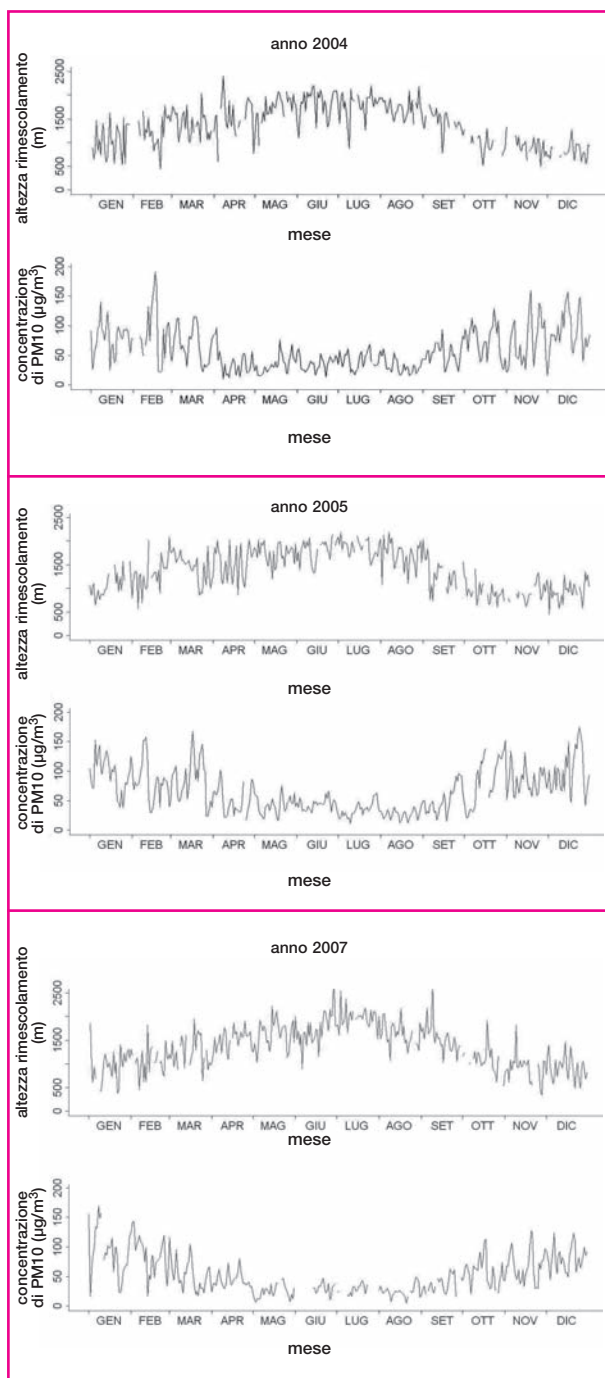 anno 2004
altezza rimescolamento
(m)
2500
1500
500
0
GEN FEB MAR APR MAG GIU LUG AGO SET OTT NOV DIC
mese
concentrazione
di PM10 (µg/m³)
200
150
100
50
0
GEN FEB MAR APR MAG GIU LUG AGO SET OTT NOV DIC
mese
anno 2005
altezza rimescolamento
(m)
2500
1500
500
0
GEN FEB MAR APR MAG GIU LUG AGO SET OTT NOV DIC
mese
concentrazione
di PM10 (µg/m³)
200
150
100
50
0
GEN FEB MAR APR MAG GIU LUG AGO SET OTT NOV DIC
mese
anno 2007
altezza rimescolamento
(m)
2500
1500
500
0
GEN FEB MAR APR MAG GIU LUG AGO SET OTT NOV DIC
mese
concentrazione
di PM10 (µg/m³)
200
150
100
50
0
GEN FEB MAR APR MAG GIU LUG AGO SET OTT NOV DIC
mese